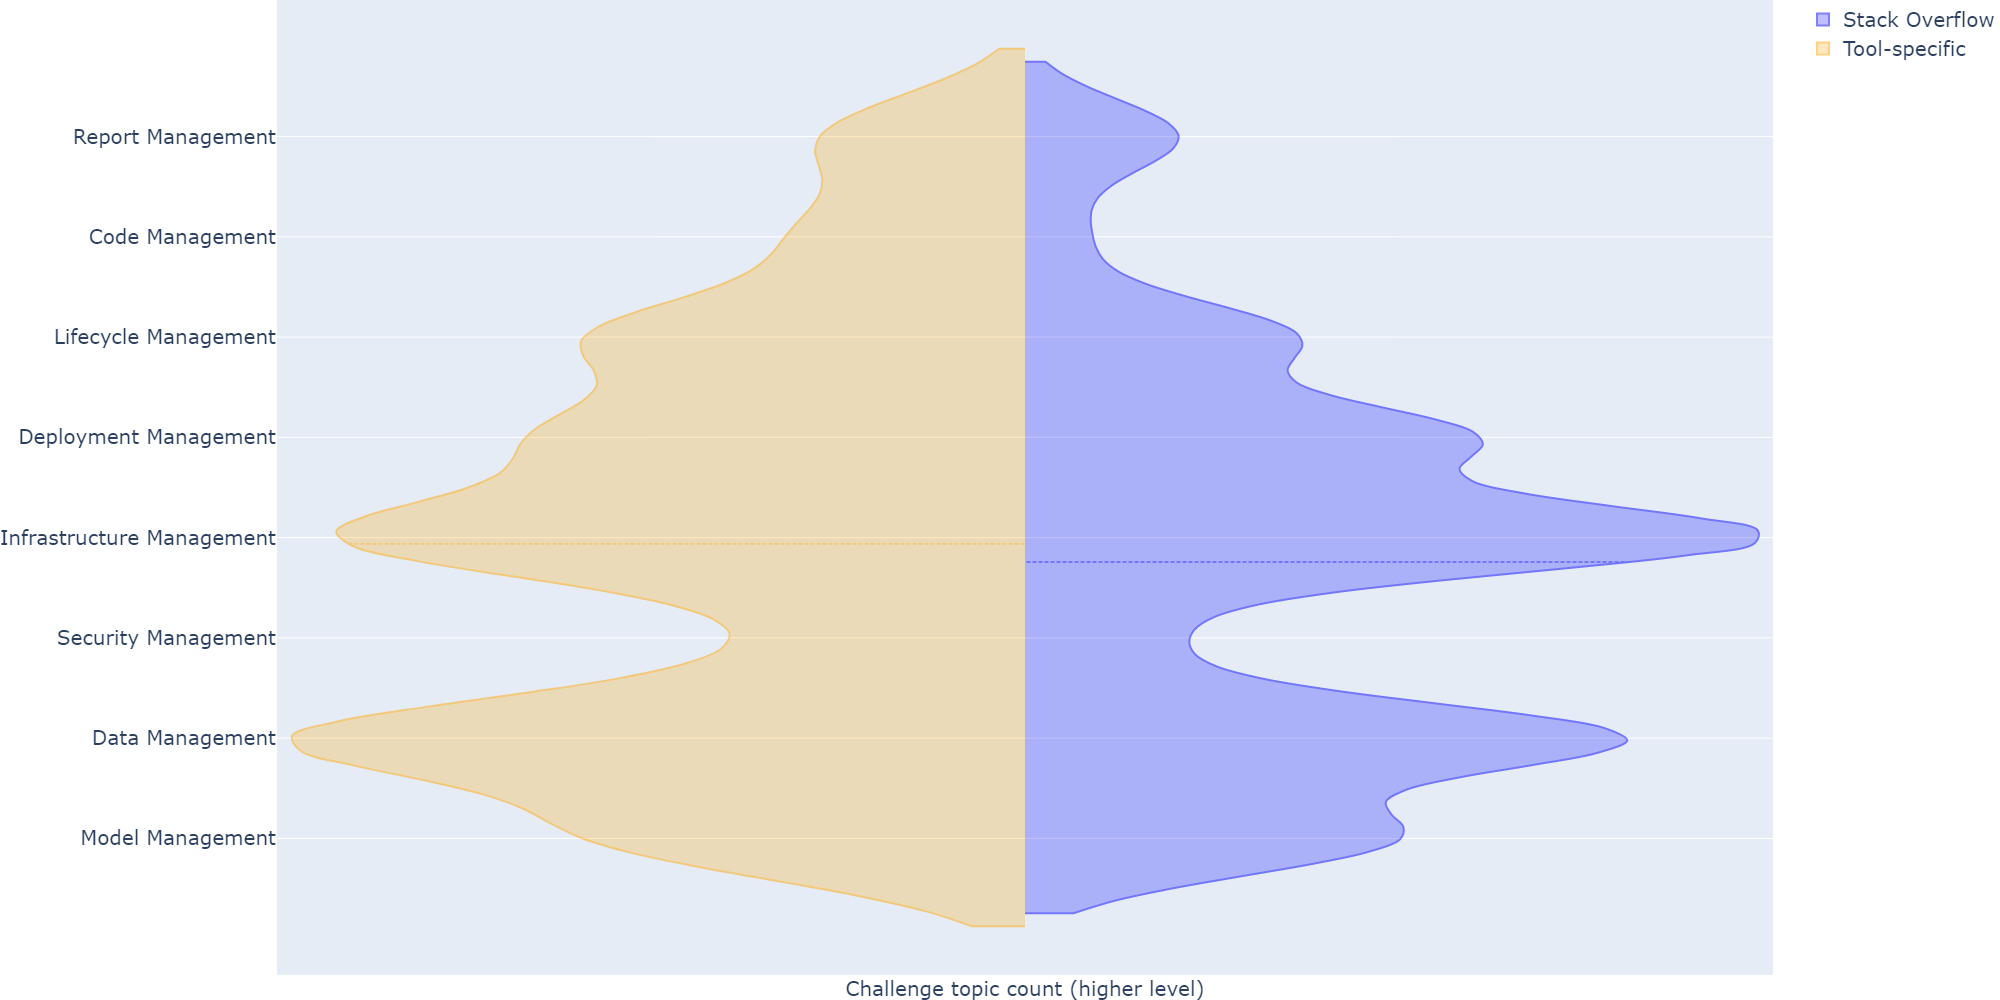 Stack Overflow
Tool-specific
Report Management
Code Management
Lifecycle Management
Deployment Management
Infrastructure Management
Security Management
Data Management
Model Management
Challenge topic count (higher level)